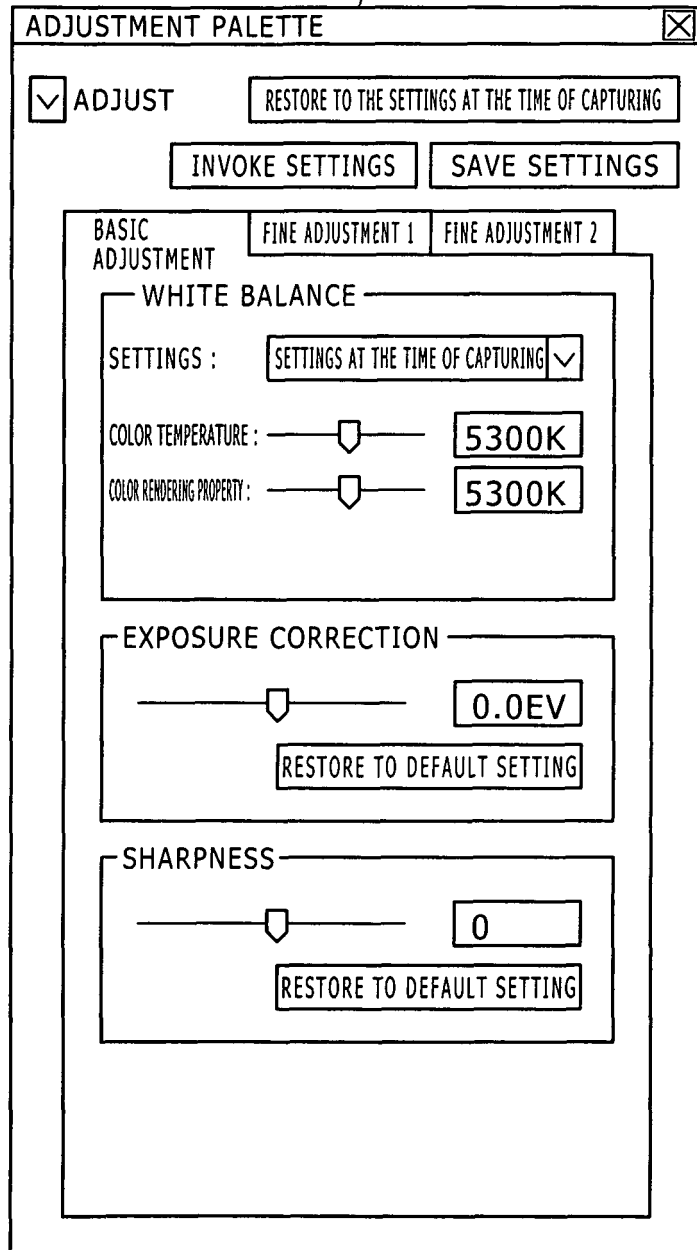 ADJUSTMENT PALETTE
ADJUST
RESTORE TO THE SETTINGS AT THE TIME OF CAPTURING
INVOKE SETTINGS
SAVE SETTINGS
BASIC
ADJUSTMENT
FINE ADJUSTMENT 1
FINE ADJUSTMENT 2
WHITE BALANCE
SETTINGS :
SETTINGS AT THE TIME OF CAPTURING
COLOR TEMPERATURE :
5300K
COLOR RENDERING PROPERTY :
5300K
EXPOSURE CORRECTION
0.0EV
RESTORE TO DEFAULT SETTING
SHARPNESS
0
RESTORE TO DEFAULT SETTING